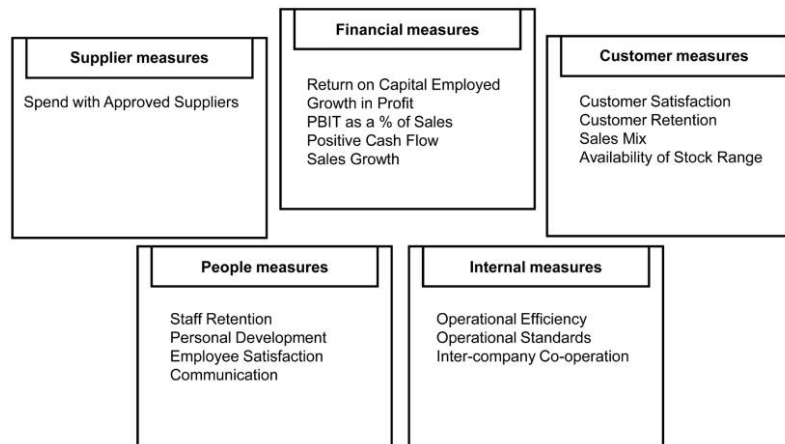 Supplier measures
Spend with Approved Suppliers
Financial measures
Return on Capital Employed
Growth in Profit
PBIT as a % of Sales
Positive Cash Flow
Sales Growth
Customer measures
Customer Satisfaction
Customer Retention
Sales Mix
Availability of Stock Range
People measures
Staff Retention
Personal Development
Employee Satisfaction
Communication
Internal measures
Operational Efficiency
Operational Standards
Inter-company Co-operation